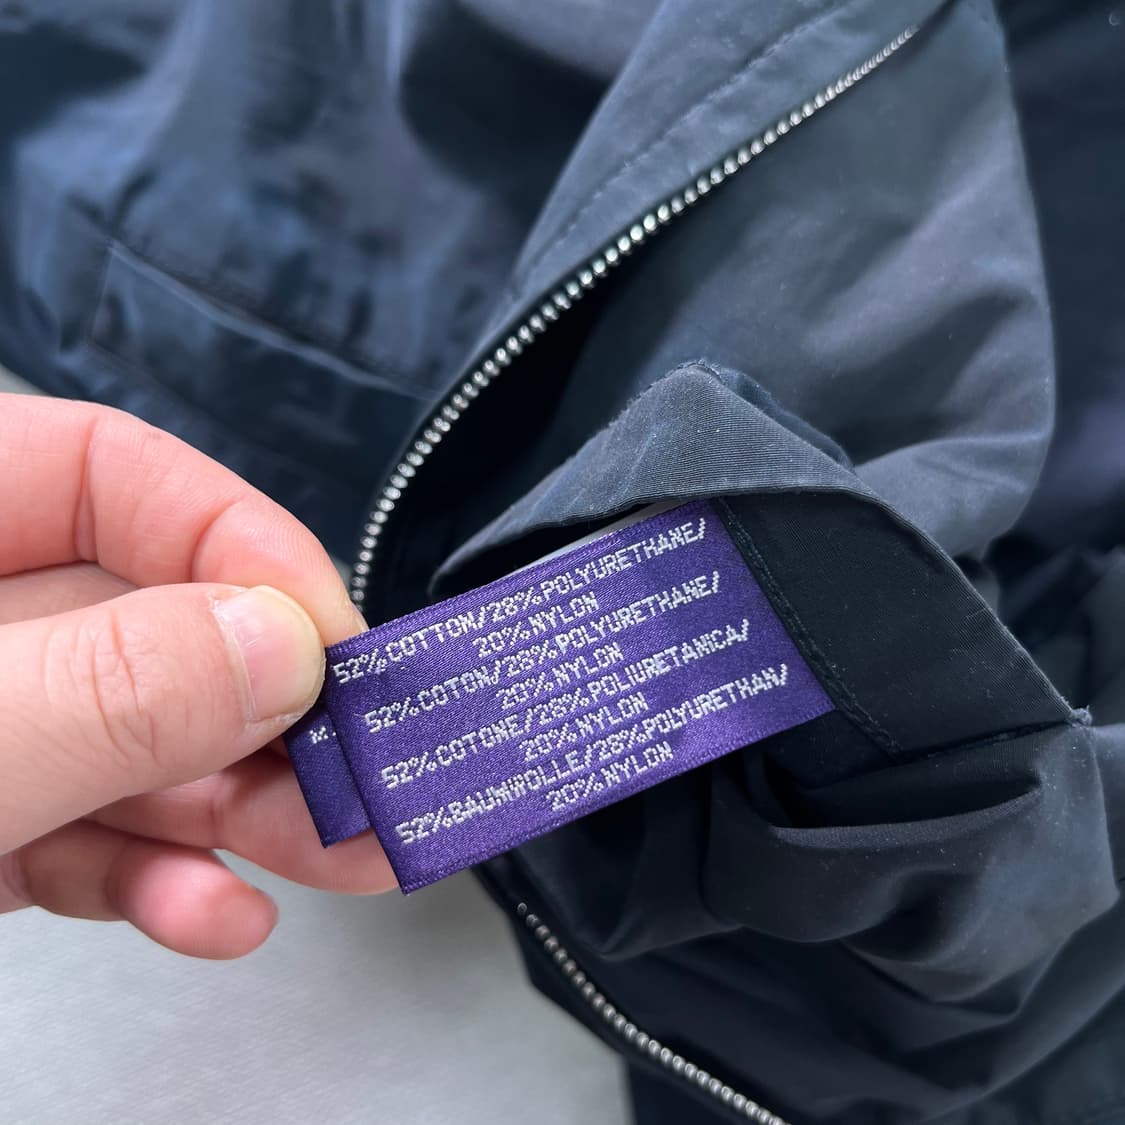 52%COTTON/28%POLYURETHANE/
20%NYLON
52%COTON/28%POLYURETHANE/
20%NYLON
52%COTONE/28%POLIURETANICA/
20%NYLON
52%BAUMWOLLE/28%POLYURETHAN/
20%NYLON